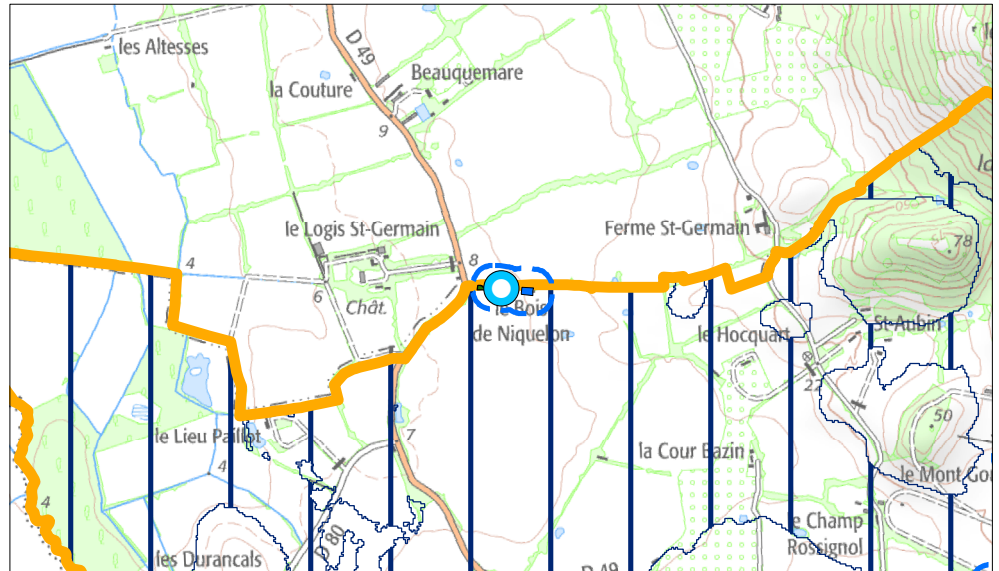 les Altesses
D 49
la Couture
Beauquemare
9
le Logis St-Germain
Ferme St-Germain
78
4
8
6
Chât.
le Bois
de Niquelon
le Hocquart
St-Aubin
22
50
le Lieu Paillot
7
4
la Cour Bazin
le Mont Gou
4
le Champ
Rossignol
les Durancals
D 80
D 49